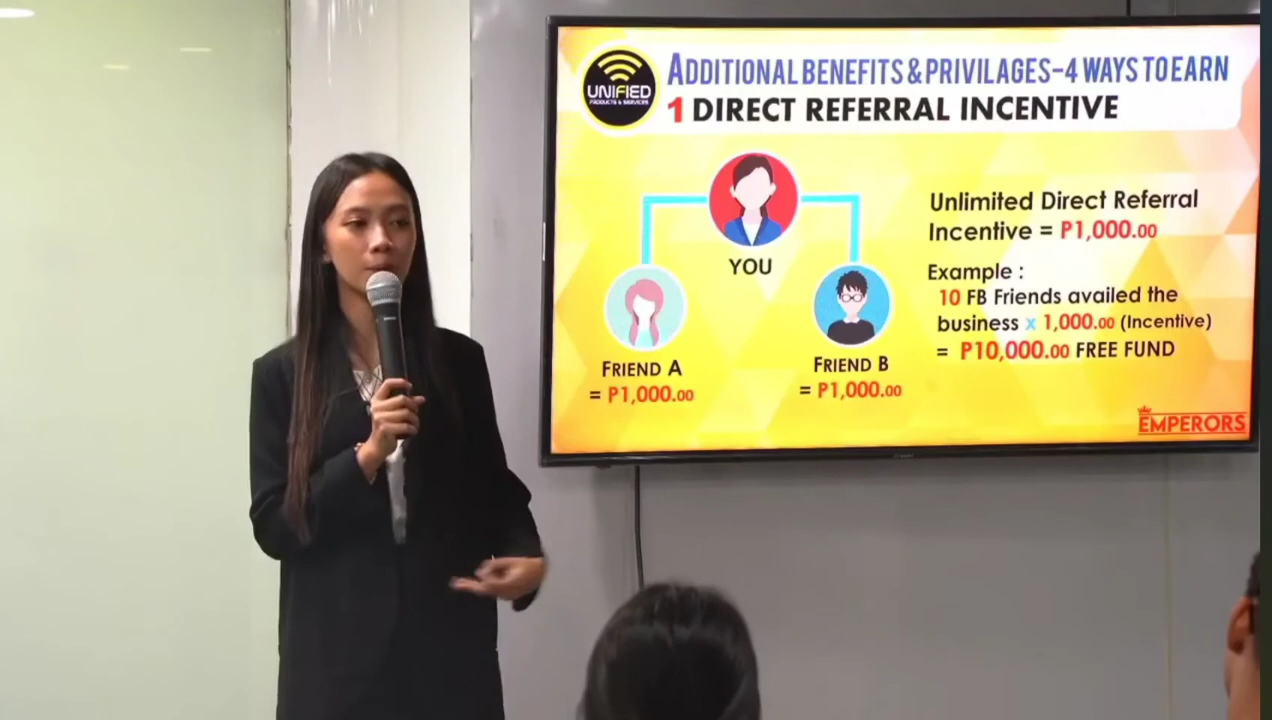 UNIFIED
PRODUCTS & SERVICES
ADDITIONAL BENEFITS & PRIVILAGES-4 WAYS TO EARN
1 DIRECT REFERRAL INCENTIVE
YOU
FRIEND A
= P1,000.00
FRIEND B
= P1,000.00
Unlimited Direct Referral
Incentive = P1,000.00
Example :
10 FB Friends availed the
business x 1,000.00 (Incentive)
= P10,000.00 FREE FUND
EMPERORS